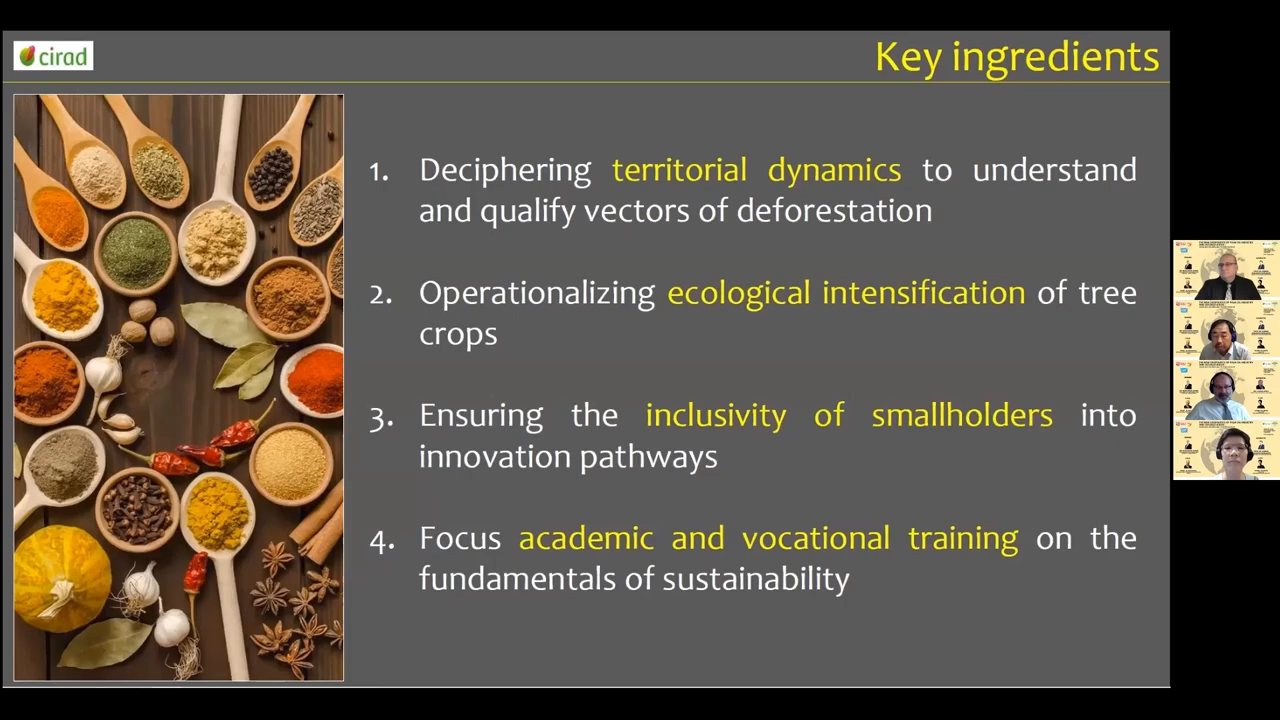 cirad
Key ingredients
1. Deciphering territorial dynamics to understand
and qualify vectors of deforestation
2. Operationalizing ecological intensification of tree
crops
3. Ensuring the inclusivity of smallholders into
innovation pathways
4. Focus academic and vocational training on the
fundamentals of sustainability